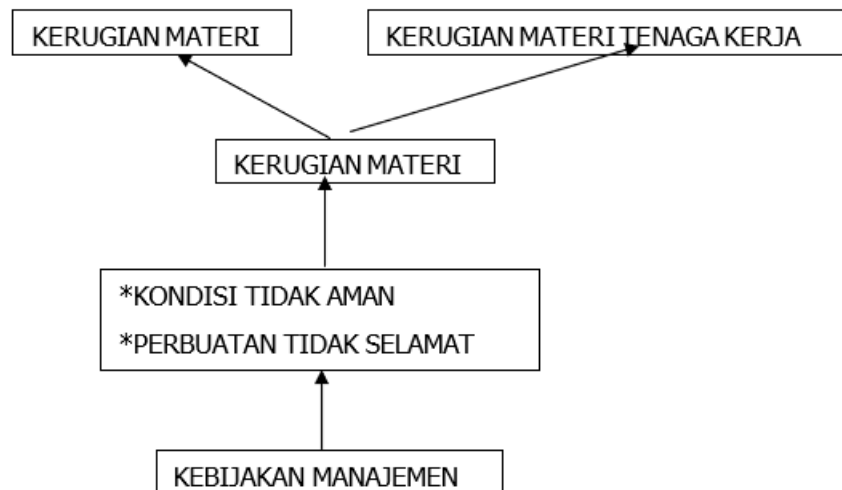 KERUGIAN MATERI
KERUGIAN MATERI TENAGA KERJA
KERUGIAN MATERI
*KONDISI TIDAK AMAN
*PERBUATAN TIDAK SELAMAT
KEBIJAKAN MANAJEMEN